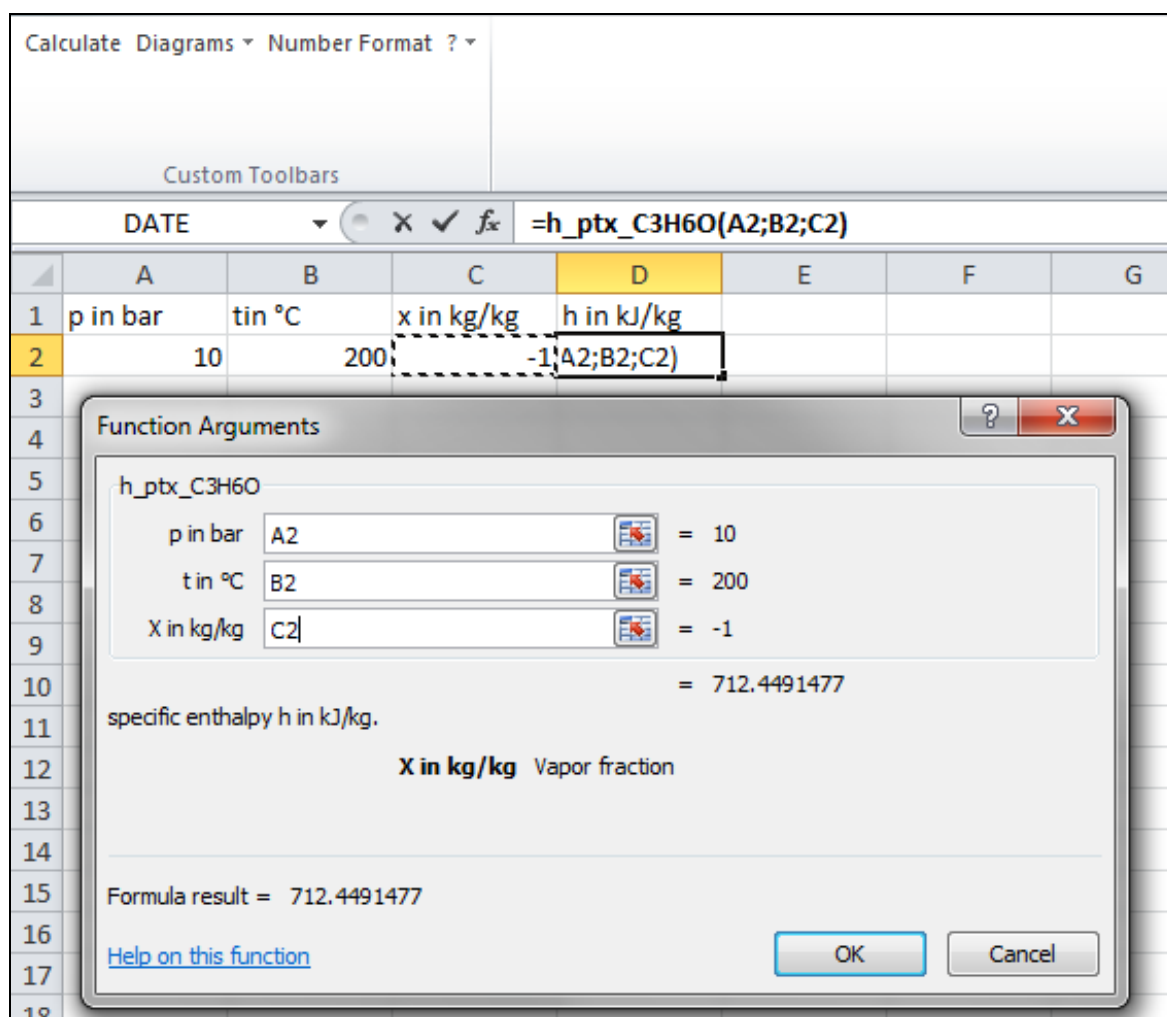 Calculate Diagrams Number Format ?
Custom Toolbars
DATE fx =h_ptx_C3H6O(A2;B2;C2)
A B C D E F G
1 p in bar tin °C x in kg/kg h in kJ/kg
2 10 200 -1 A2;B2;C2)
3
Function Arguments ? X
4
5
h_ptx_C3H6O
6
p in bar A2 = 10
7
t in °C B2 = 200
8
X in kg/kg C2 = -1
9
10 = 712.4491477
specific enthalpy h in kJ/kg.
11
12 X in kg/kg Vapor fraction
13
14
15 Formula result = 712.4491477
16
Help on this function OK Cancel
17
18